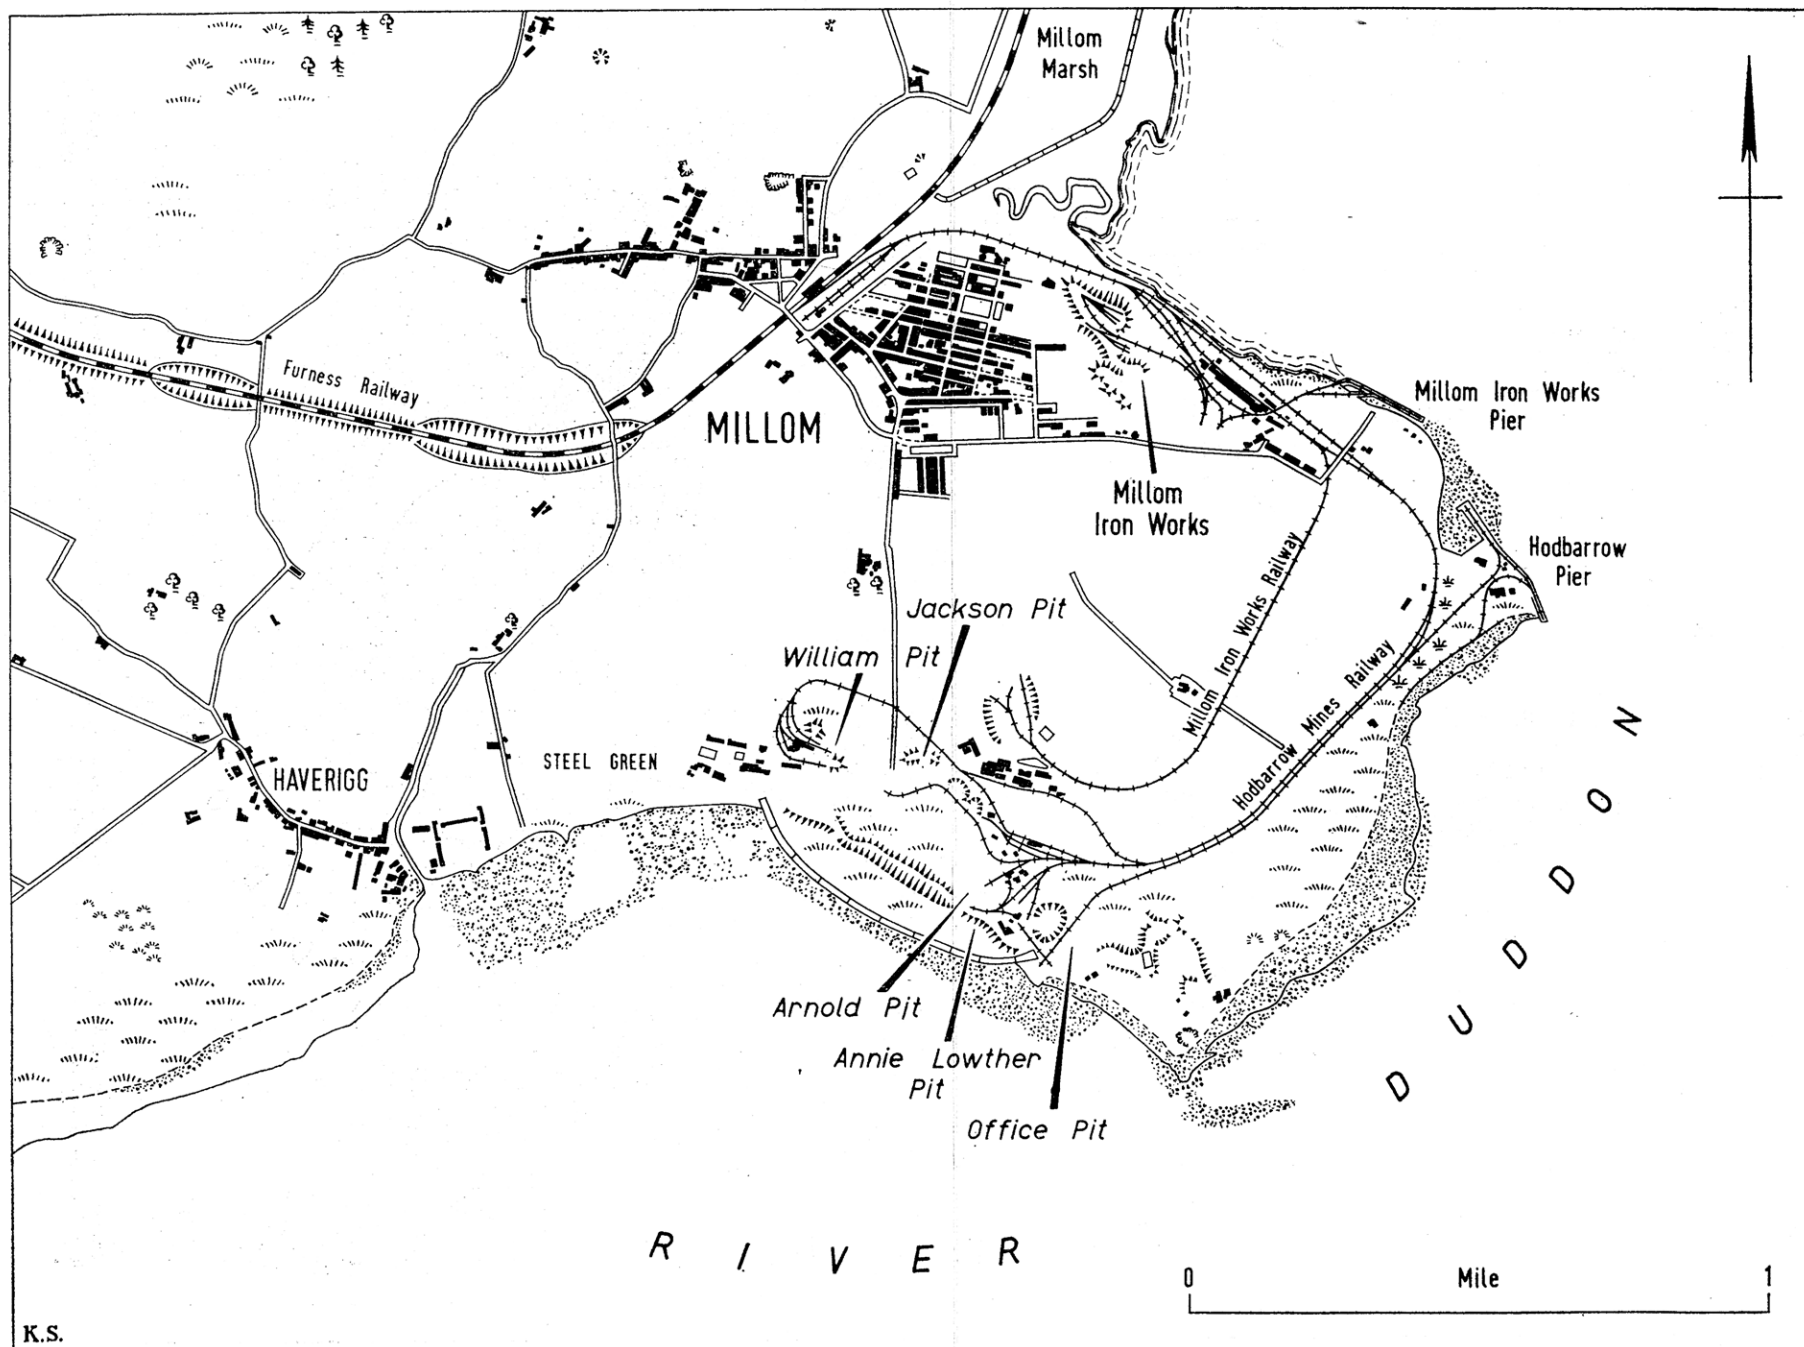 Millom
Marsh
Furness Railway
MILLOM
Millom Iron Works
Pier
Millom
Iron Works
Hodbarrow
Pier
Jackson Pit
William Pit
Millom Iron Works Railway
Hodbarrow Mines Railway
STEEL GREEN
HAVERIGG
Arnold Pit
Annie Lowther
Pit
Office Pit
RIVER DUDDON
0 Mile 1
K.S.